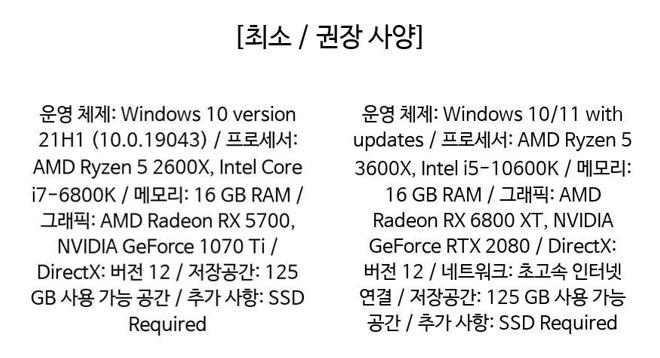 [최소 / 권장 사양]
운영 체제: Windows 10 version
21H1 (10.0.19043) / 프로세서:
AMD Ryzen 5 2600X, Intel Core
i7-6800K / 메모리: 16 GB RAM /
그래픽: AMD Radeon RX 5700,
NVIDIA GeForce 1070 Ti /
DirectX: 버전 12 / 저장공간: 125
GB 사용 가능 공간 / 추가 사항: SSD
Required
운영 체제: Windows 10/11 with
updates / 프로세서: AMD Ryzen 5
3600X, Intel i5-10600K / 메모리:
16 GB RAM / 그래픽: AMD
Radeon RX 6800 XT, NVIDIA
GeForce RTX 2080 / DirectX:
버전 12 / 네트워크: 초고속 인터넷
연결 / 저장공간: 125 GB 사용 가능
공간 / 추가 사항: SSD Required